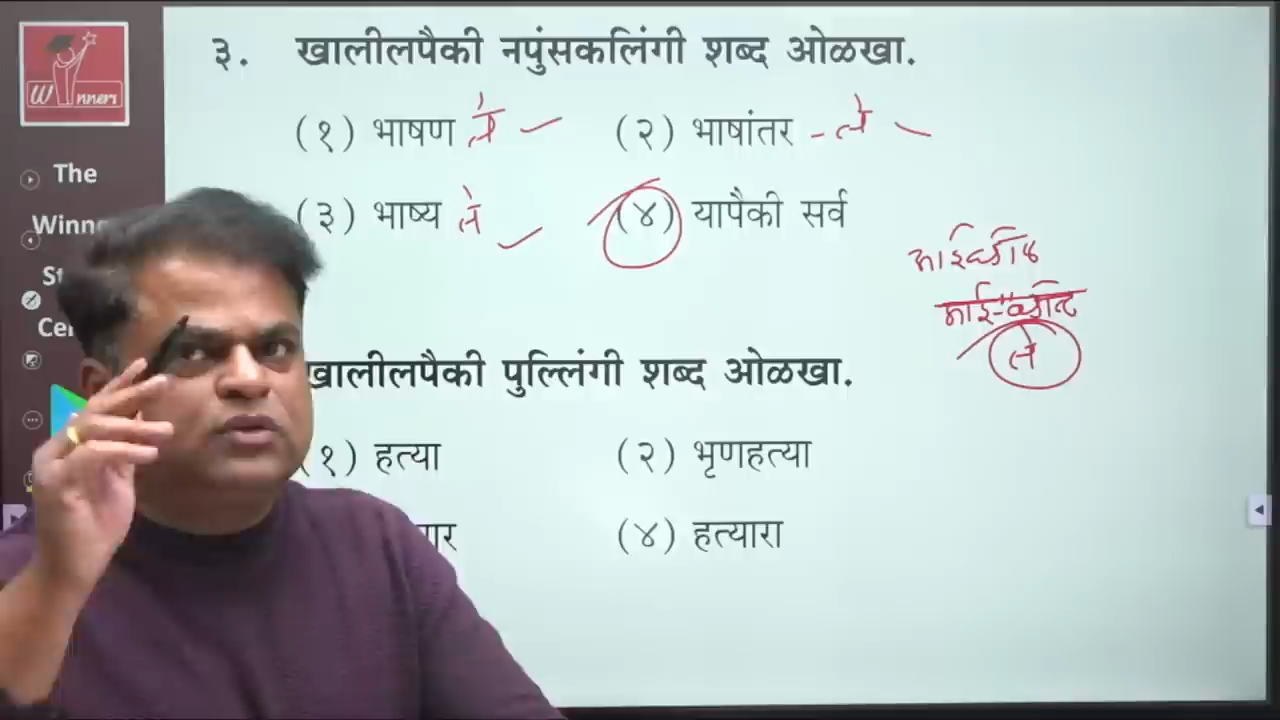 Winners
The
३. खालीलपैकी नपुंसकलिंगी शब्द ओळखा.
(१) भाषण ते (२) भाषांतर - ते
(३) भाष्य ते (४) यापैकी सर्व
ते
खालीलपैकी पुल्लिंगी शब्द ओळखा.
१) हत्या (२) भृणहत्या
(४) हत्यारा